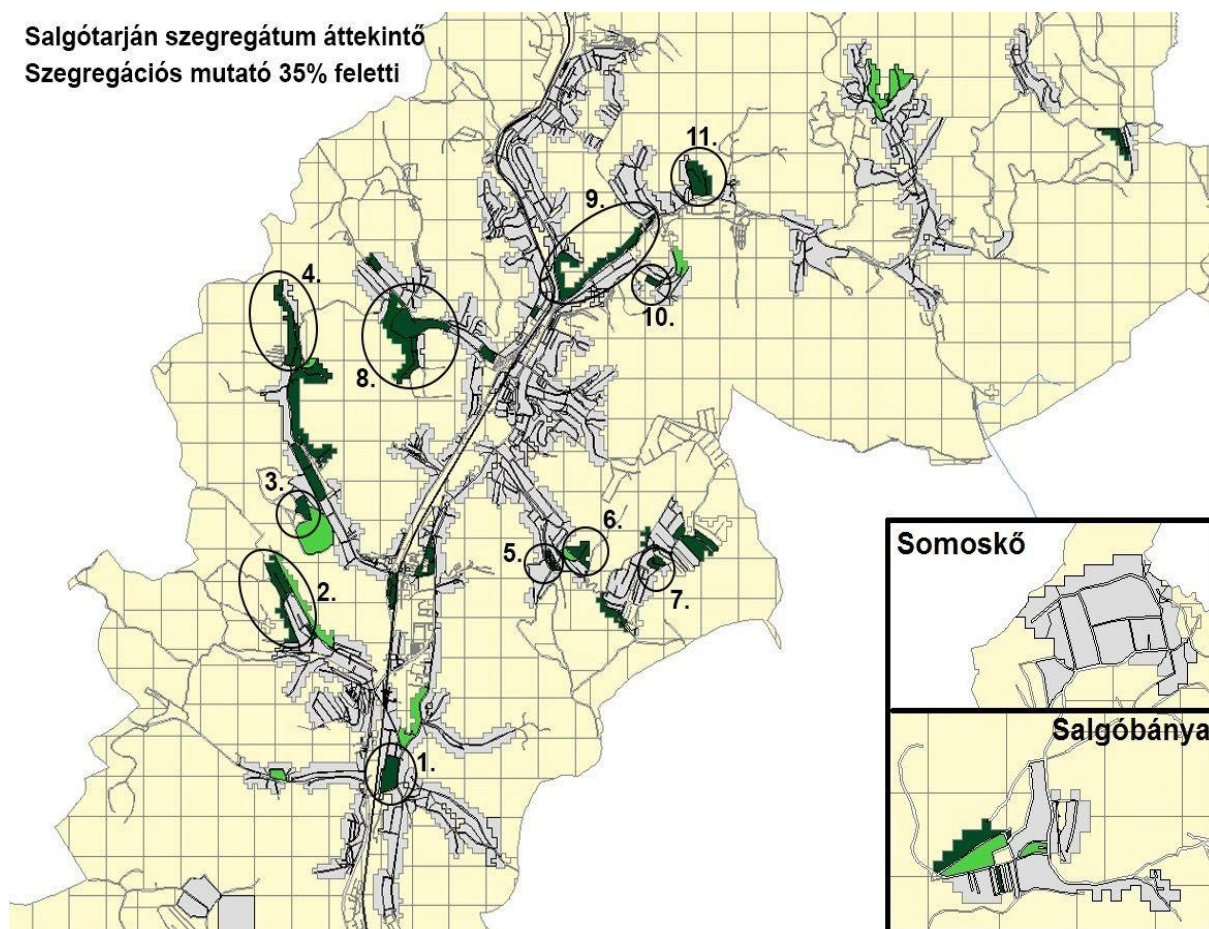 Salgótarján szegregátum áttekintő
Szegregációs mutató 35% feletti
11.
9.
4.
10.
8.
3.
6.
5.
2.
7.
Somoskő
Salgóbánya
1.